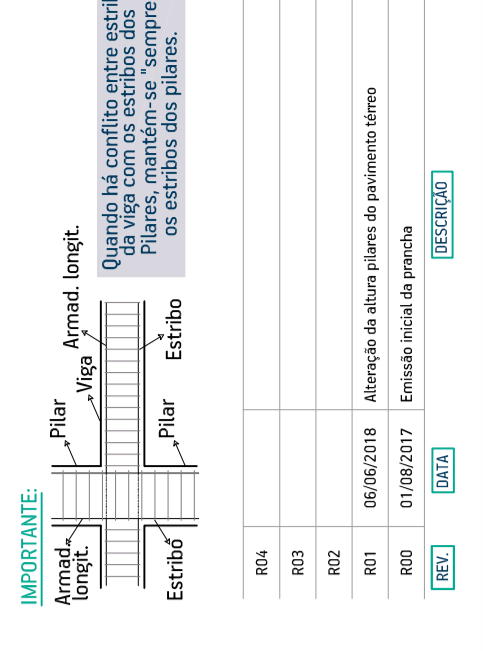 IMPORTANTE:
Pilar
Armad. longit.
Viga
Armad.
longit.
Estribo
Pilar
Estribo
Quando há conflito entre estri
da viga com os estribos dos
Pilares, mantém-se "sempre
os estribos dos pilares.
R04
R03
R02
R01 06/06/2018 Alteração da altura pilares do pavimento térreo
R00 01/08/2017 Emissão inicial da prancha
REV. DATA DESCRIÇÃO